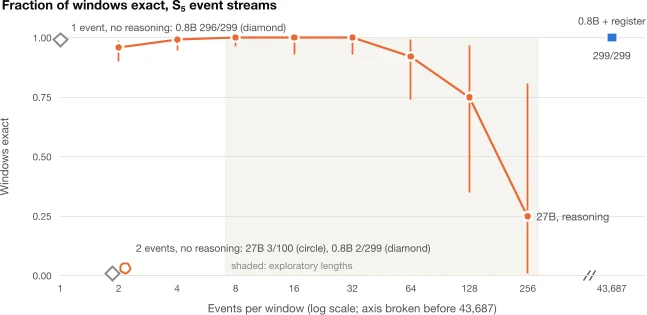 Fraction of windows exact, S₅ event streams
1 event, no reasoning: 0.8B 296/299 (diamond)
0.8B + register
299/299
1.00
0.75
0.50
0.25
0.00
Windows exact
27B, reasoning
2 events, no reasoning: 27B 3/100 (circle), 0.8B 2/299 (diamond)
shaded: exploratory lengths
1 2 4 8 16 32 64 128 256 43,687
Events per window (log scale; axis broken before 43,687)